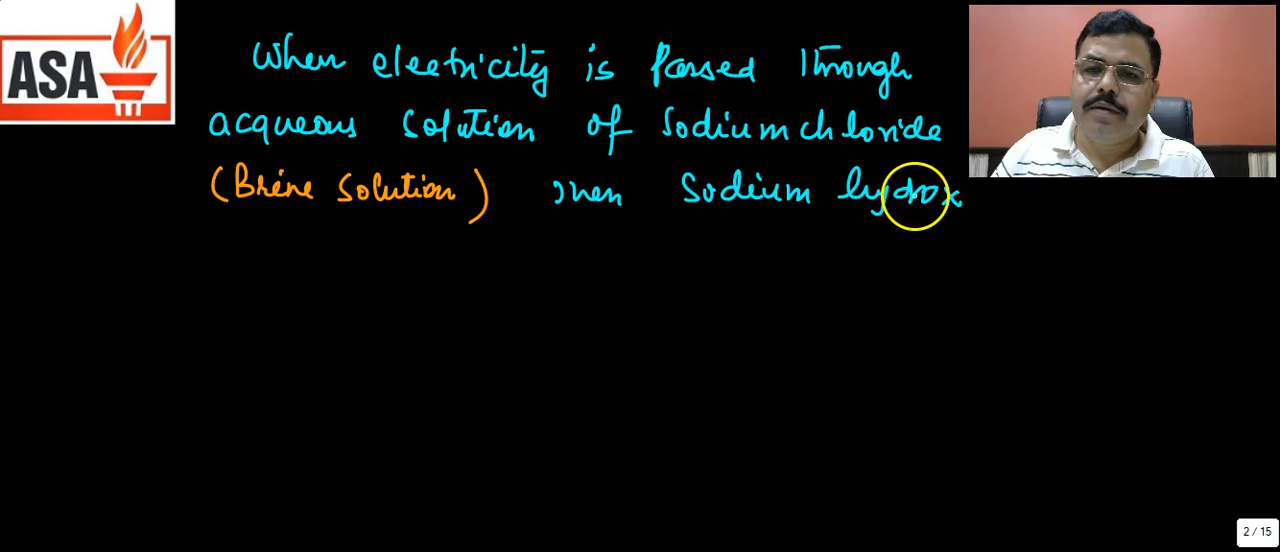 ASA
When electricity is Passed through
acqueous solution of Sodium chloride
(Brine solution) then Sodium hydrox
2 / 15